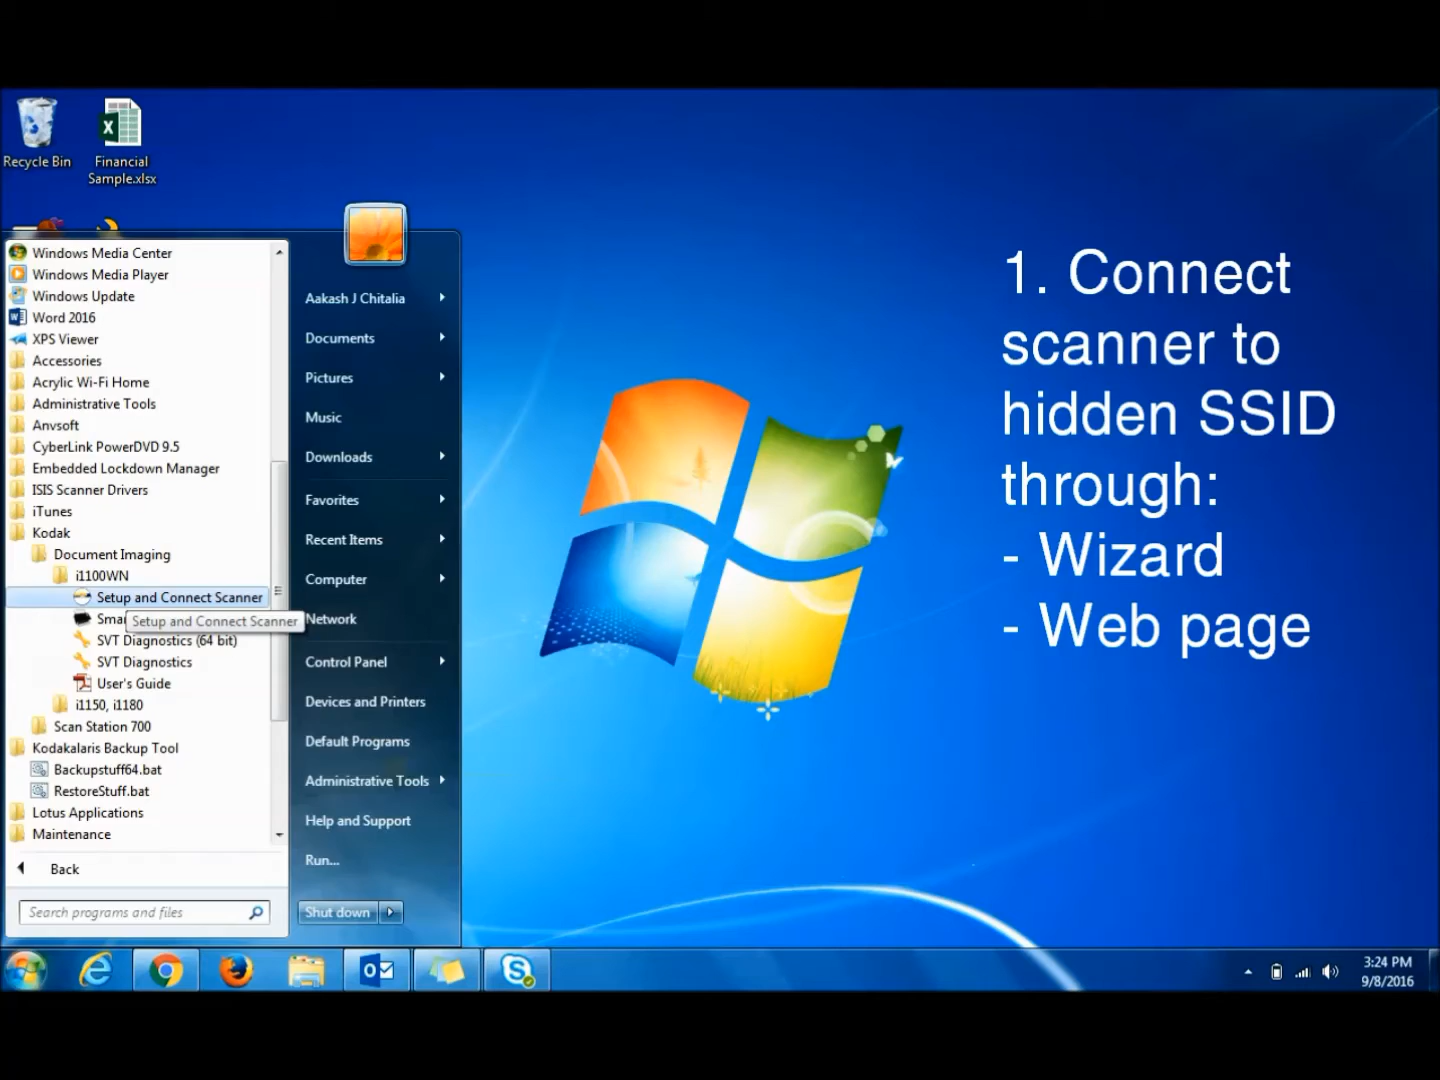 Recycle Bin
Financial
Sample.xlsx
Windows Media Center
Windows Media Player
Windows Update
Word 2016
XPS Viewer
Accessories
Acrylic Wi-Fi Home
Administrative Tools
Anvsoft
CyberLink PowerDVD 9.5
Embedded Lockdown Manager
ISIS Scanner Drivers
iTunes
Kodak
Document Imaging
i1100WN
Setup and Connect Scanner
Setup and Connect Scanner
SVT Diagnostics (64 bit)
SVT Diagnostics
User's Guide
i1150, i1180
Scan Station 700
Kodakalaris Backup Tool
Backupstuff64.bat
RestoreStuff.bat
Lotus Applications
Maintenance
Back
Search programs and files
Aakash J Chitalia
Documents
Pictures
Music
Downloads
Favorites
Recent Items
Computer
Network
Control Panel
Devices and Printers
Default Programs
Administrative Tools
Help and Support
Run...
Shut down
1. Connect
scanner to
hidden SSID
through:
- Wizard
- Web page
3:24 PM
9/8/2016